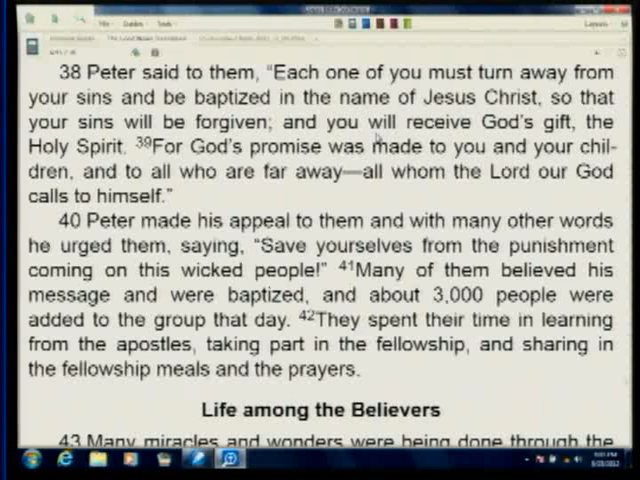 38 Peter said to them, “Each one of you must turn away from
your sins and be baptized in the name of Jesus Christ, so that
your sins will be forgiven; and you will receive God’s gift, the
Holy Spirit. 39For God’s promise was made to you and your chil-
dren, and to all who are far away—all whom the Lord our God
calls to himself.”
40 Peter made his appeal to them and with many other words
he urged them, saying, “Save yourselves from the punishment
coming on this wicked people!” 41Many of them believed his
message and were baptized, and about 3,000 people were
added to the group that day. 42They spent their time in learning
from the apostles, taking part in the fellowship, and sharing in
the fellowship meals and the prayers.
Life among the Believers
43 Many miracles and wonders were being done through the